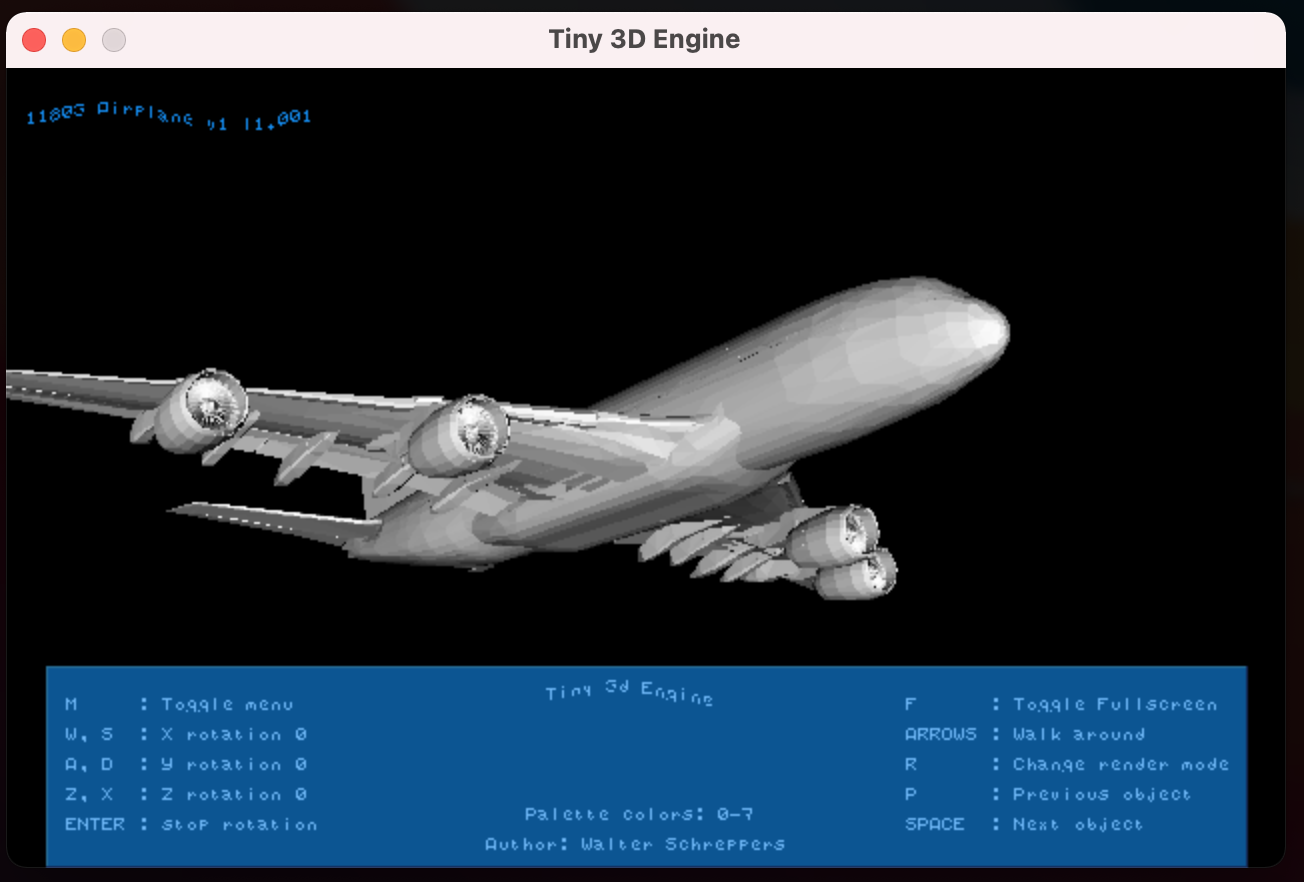 Tiny 3D Engine
11805 Airplane v1 l1.001
Tiny 3d Engine
M : Toggle menu
F : Toggle Fullscreen
W, S : X rotation 0
ARROWS : Walk around
A, D : Y rotation 0
R : Change render mode
Z, X : Z rotation 0
P : Previous object
Palette colors: 0-7
ENTER : stop rotation
SPACE : Next object
Author: Walter Schreppers